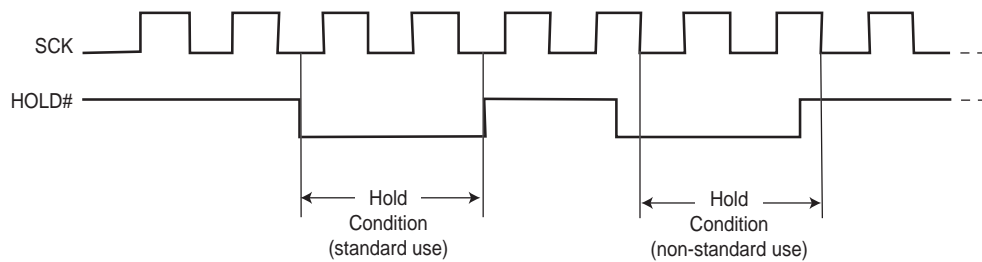 SCK
HOLD#
Hold
Condition
(standard use)
Hold
Condition
(non-standard use)